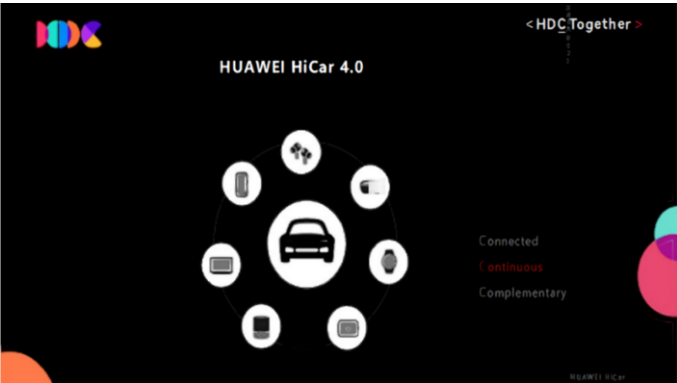 HDC
<HDC Together>
HUAWEI HiCar 4.0
Connected
Continuous
Complementary
HUAWEI HiCar